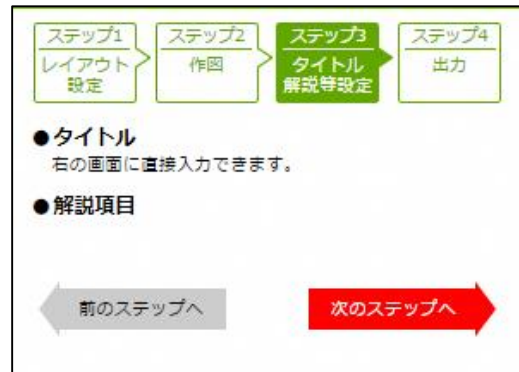 ステップ1
レイアウト
設定
ステップ2
作図
ステップ3
タイトル
解説等設定
ステップ4
出力
●タイトル
右の画面に直接入力できます。
●解説項目
前のステップへ
次のステップへ